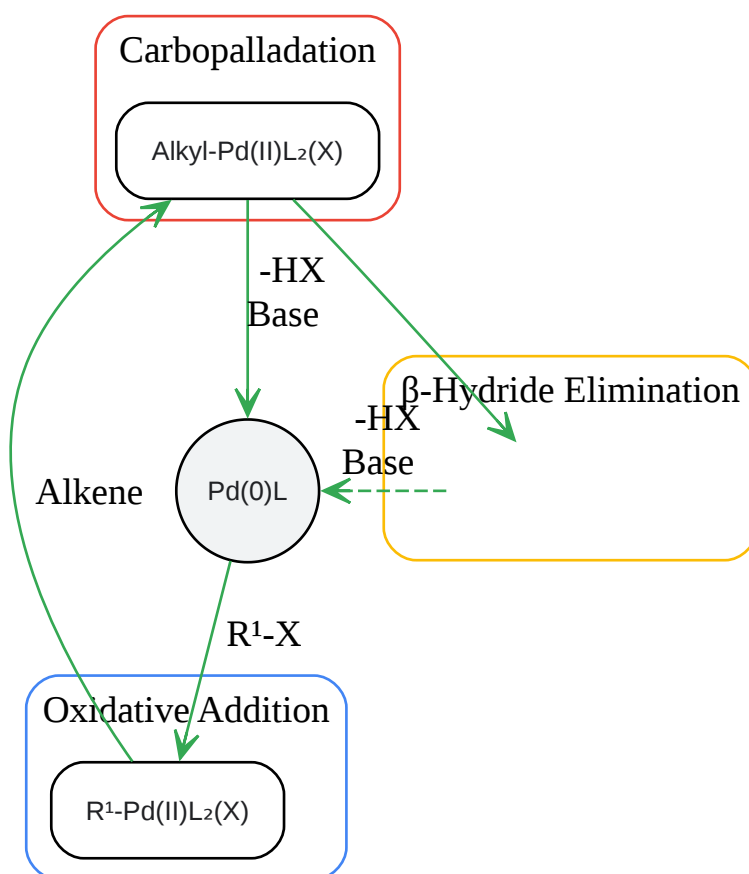 Carbopalladation
Alkyl-Pd(II)L₂(X)
-HX
Base
β-Hydride Elimination
-HX
Base
Alkene
Pd(0)L
R¹-X
Oxidative Addition
R¹-Pd(II)L₂(X)